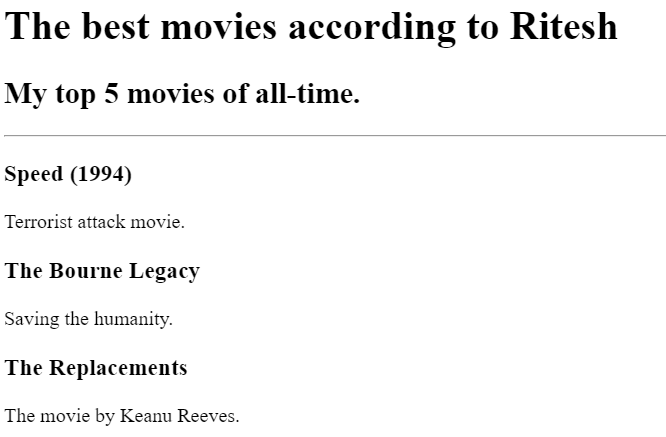 The best movies according to Ritesh
My top 5 movies of all-time.
Speed (1994)
Terrorist attack movie.
The Bourne Legacy
Saving the humanity.
The Replacements
The movie by Keanu Reeves.